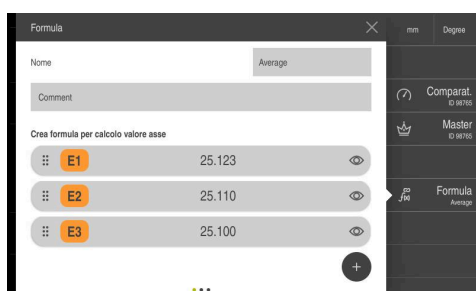 Formula
Nome
Average
Comment
Crea formula per calcolo valore asse
E1 25.123
E2 25.110
E3 25.100
+
mm Degree
Comparat.
ID 98765
Master
ID 98765
f(x) Formula
Average